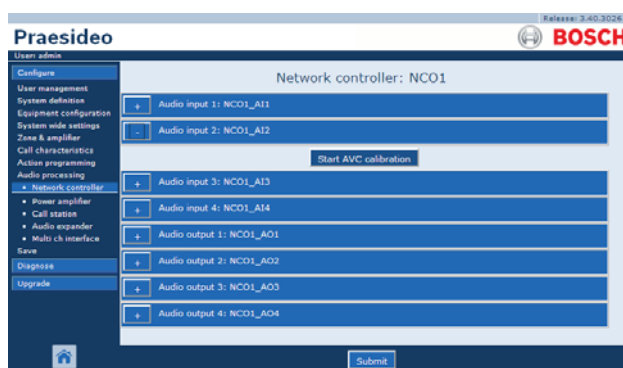 Release: 3.40.3026
Praesideo
BOSCH
User: admin
Configure
User management
System definition
Equipment configuration
System wide settings
Zone & amplifier
Call characteristics
Action programming
Audio processing
• Network controller
• Power amplifier
• Call station
• Audio expander
• Multi ch interface
Save
Diagnose
Upgrade
Network controller: NCO1
+ Audio input 1: NCO1_AI1
- Audio input 2: NCO1_AI2
Start AVC calibration
+ Audio input 3: NCO1_AI3
+ Audio input 4: NCO1_AI4
+ Audio output 1: NCO1_AO1
+ Audio output 2: NCO1_AO2
+ Audio output 3: NCO1_AO3
+ Audio output 4: NCO1_AO4
Submit